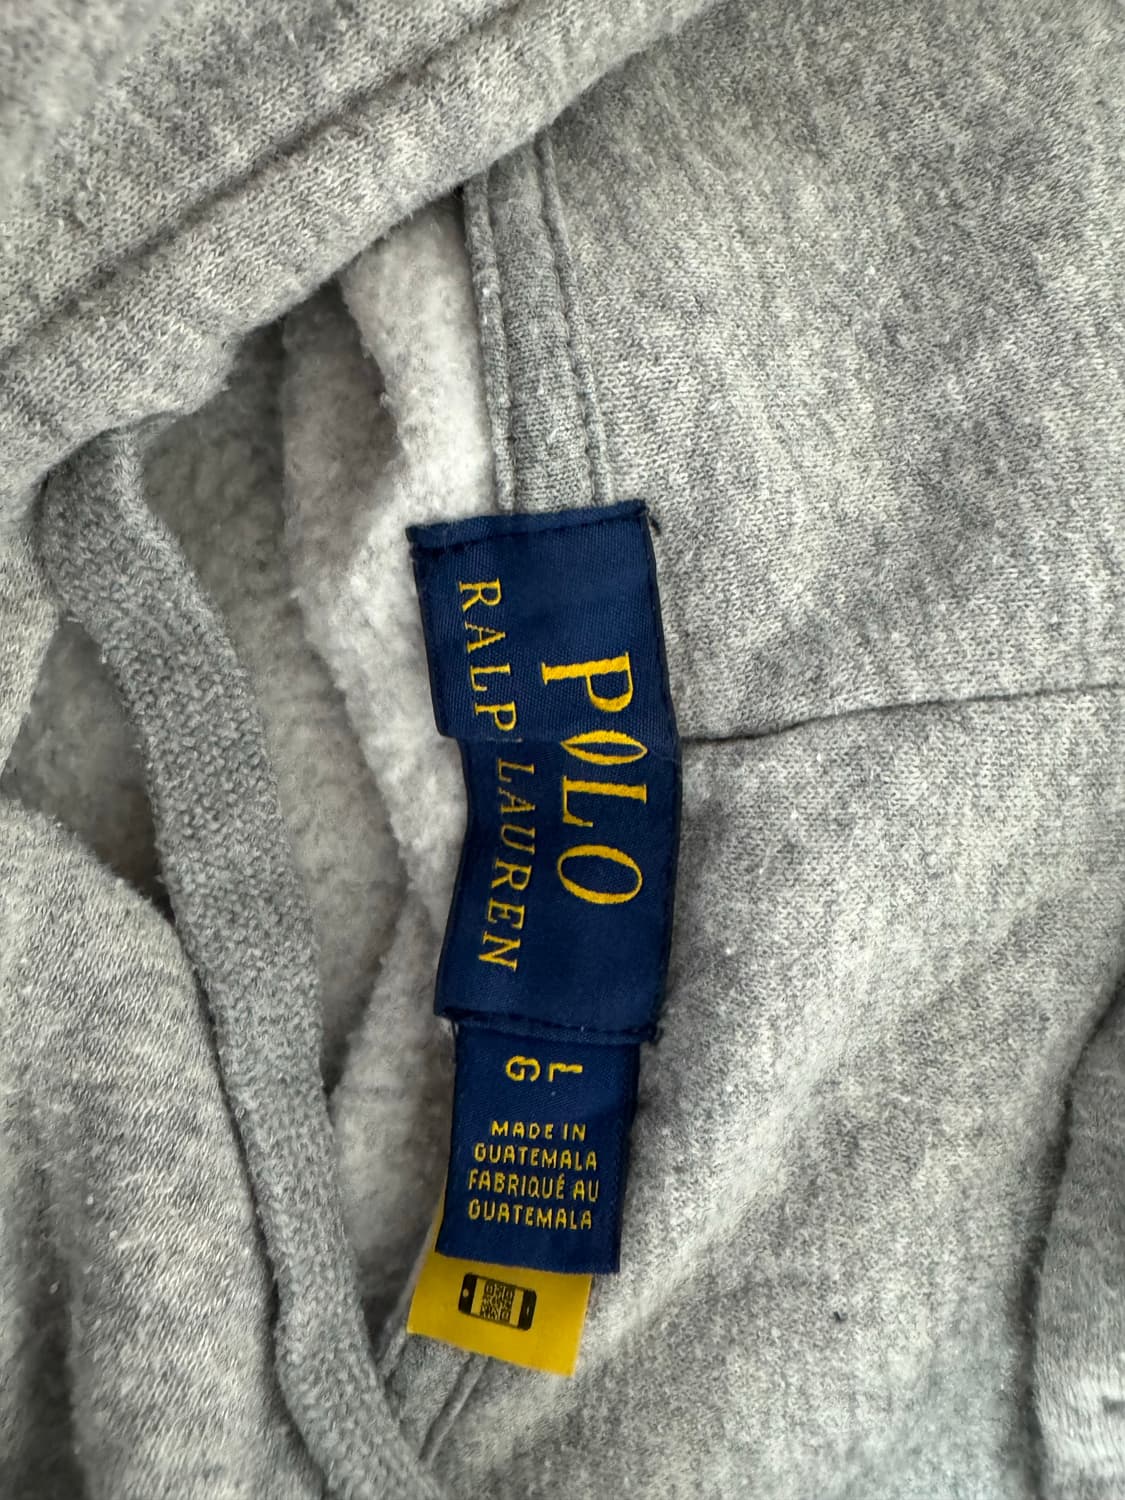 POLO
RALPH LAUREN
L
G
MADE IN
GUATEMALA
FABRIQUÉ AU
GUATEMALA